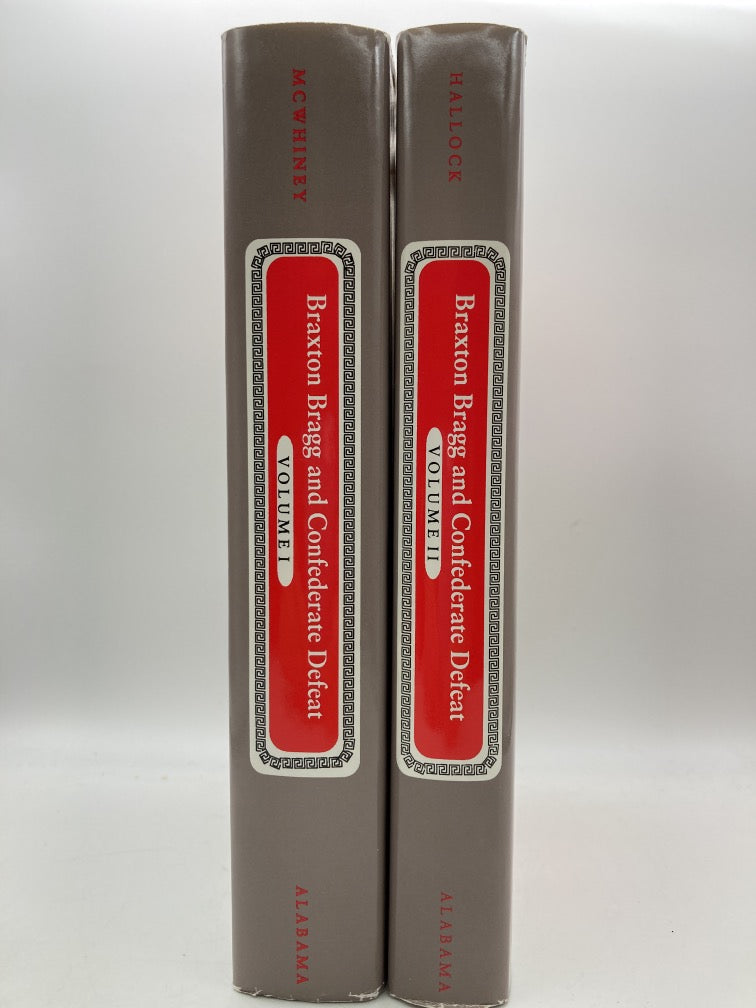 MCWHINEY
Braxton Bragg and Confederate Defeat
VOLUME I
ALABAMA
HALLOCK
Braxton Bragg and Confederate Defeat
VOLUME II
ALABAMA